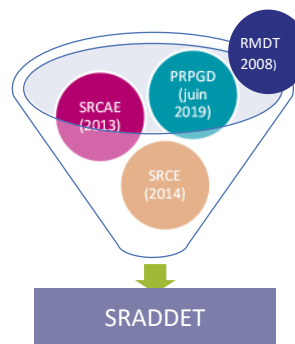 RMDT
2008)
PRPGD
(juin
2019)
SRCAE
(2013)
SRCE
(2014)
SRADDET